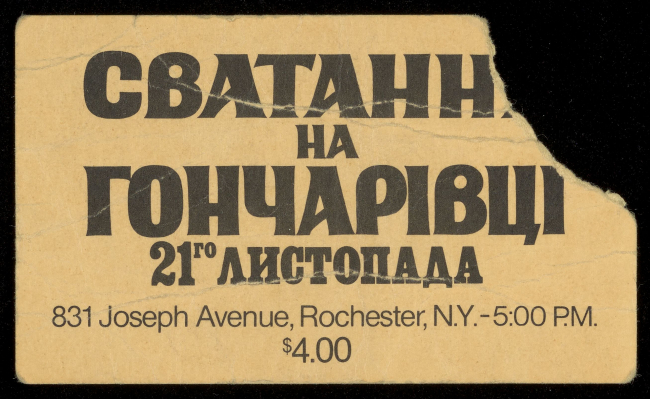 СВАТАНН
НА
ГОНЧАРІВЦІ
21го ЛИСТОПАДА
831 Joseph Avenue, Rochester, N.Y. - 5:00 P.M.
$4.00